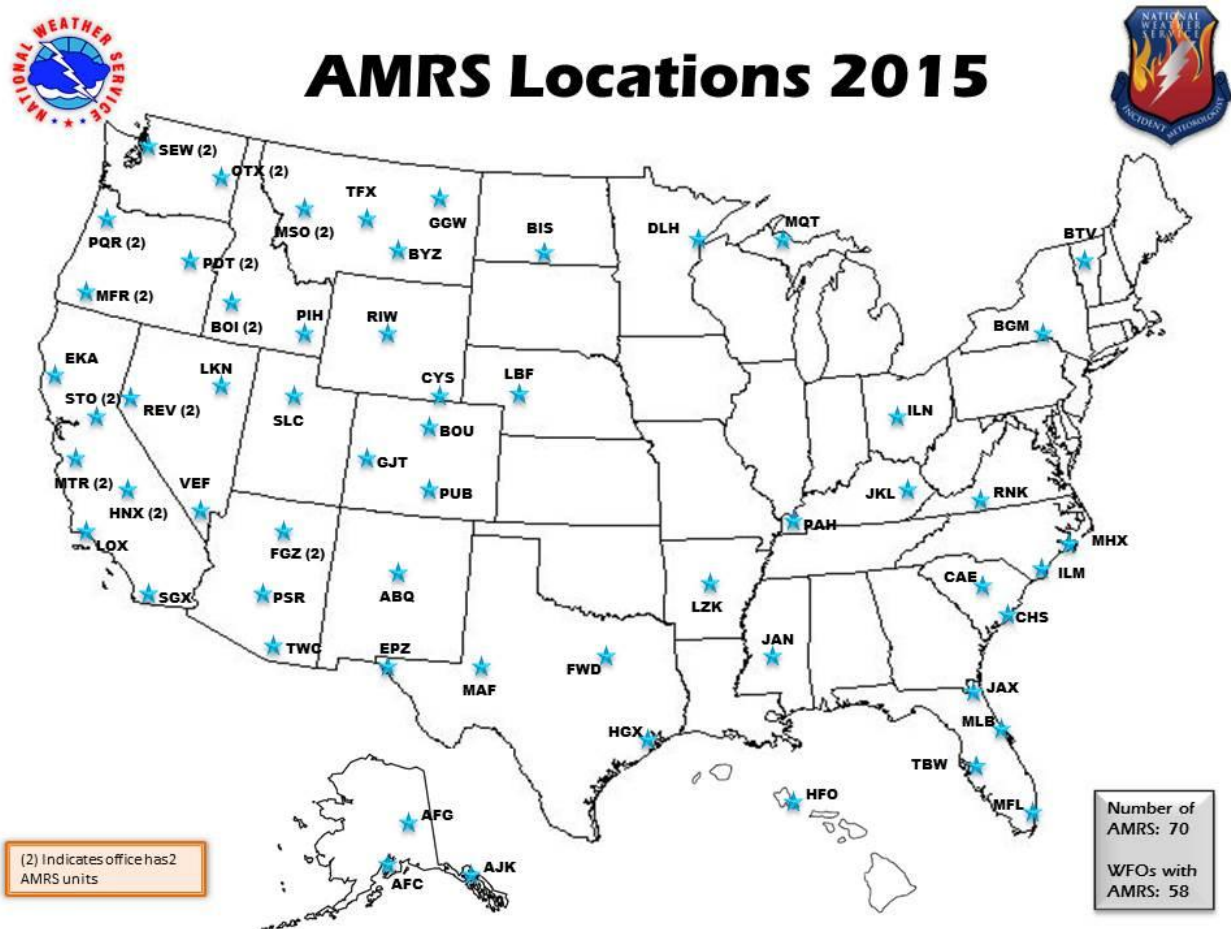 NATIONAL WEATHER SERVICE
AMRS Locations 2015
NATIONAL
WEATHER
SERVICE
INCIDENT METEOROLOGIST
SEW (2)
OTX (2)
TFX
GGW
MSO (2)
BYZ
BIS
DLH
MQT
BTV
PQR (2)
PDT (2)
MFR (2)
BOI (2)
PIH
RIW
BGM
EKA
LKN
CYS
LBF
STO (2)
REV (2)
SLC
BOU
ILN
GJT
MTR (2)
VEF
PUB
JKL
RNK
HNX (2)
PAH
LOX
FGZ (2)
MHX
ILM
CAE
SGX
PSR
ABQ
LZK
CHS
TWC
EPZ
JAN
MAF
FWD
JAX
MLB
HGX
TBW
HFO
MFL
AFG
AJK
AFC
(2) Indicates office has2
AMRS units
Number of
AMRS: 70
WFOs with
AMRS: 58